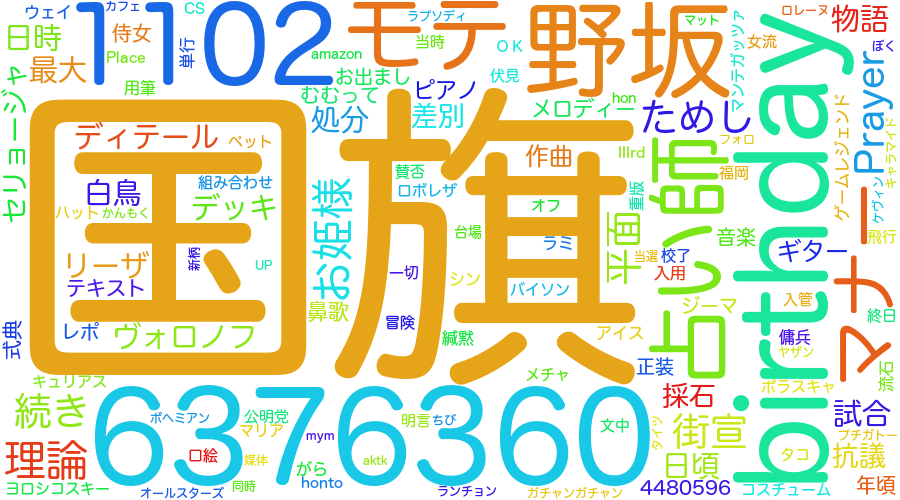 ウェイ
カフェ
CS
1102
モテ
ラプソディ
当時
野坂
マット
ロレーヌ
物語
ぼく
日時
侍女
Place
単行
amazon
OK
女流
マンテガッツァ
birthday
最大
用筆
お出まし
伏見
ピアノ
むむって
処分
差別
メロディー
hon
ためし
Prayer
ゲームレジェンド
キャラマイド
セリョージャ
国旗
ディテール
ペット
賛否
作曲
IIIrd
フォロ
福岡
占い師
組み合わせ
ロボレザ
重版
ケヴィン
白鳥
デッキ
お姫様
オフ
ハット
かんもく
台場
平面
音楽
飛行
リーザ
新柄
UP
ラミ
当選
校了
ギター
マナー
テキスト
一切
シン
バイソン
入用
ジーマ
入管
終日
式典
レポ
ヴォロノフ
鼻歌
冒険
緘黙
アイス
傭兵
ヤザン
流石
キュリアス
メチャ
正装
ポラスキャ
続き
6376360
採石
試合
ボヘミアン
公明党
マリア
明言
ちび
文中
タイツ
街宣
プチガトー
理論
口絵
mym
媒体
がら
aktk
日頃
タコ
抗議
ヨロシコスキー
オールスターズ
同時
honto
ランチョン
ガチャンガチャン
4480596
コスチューム
年頃